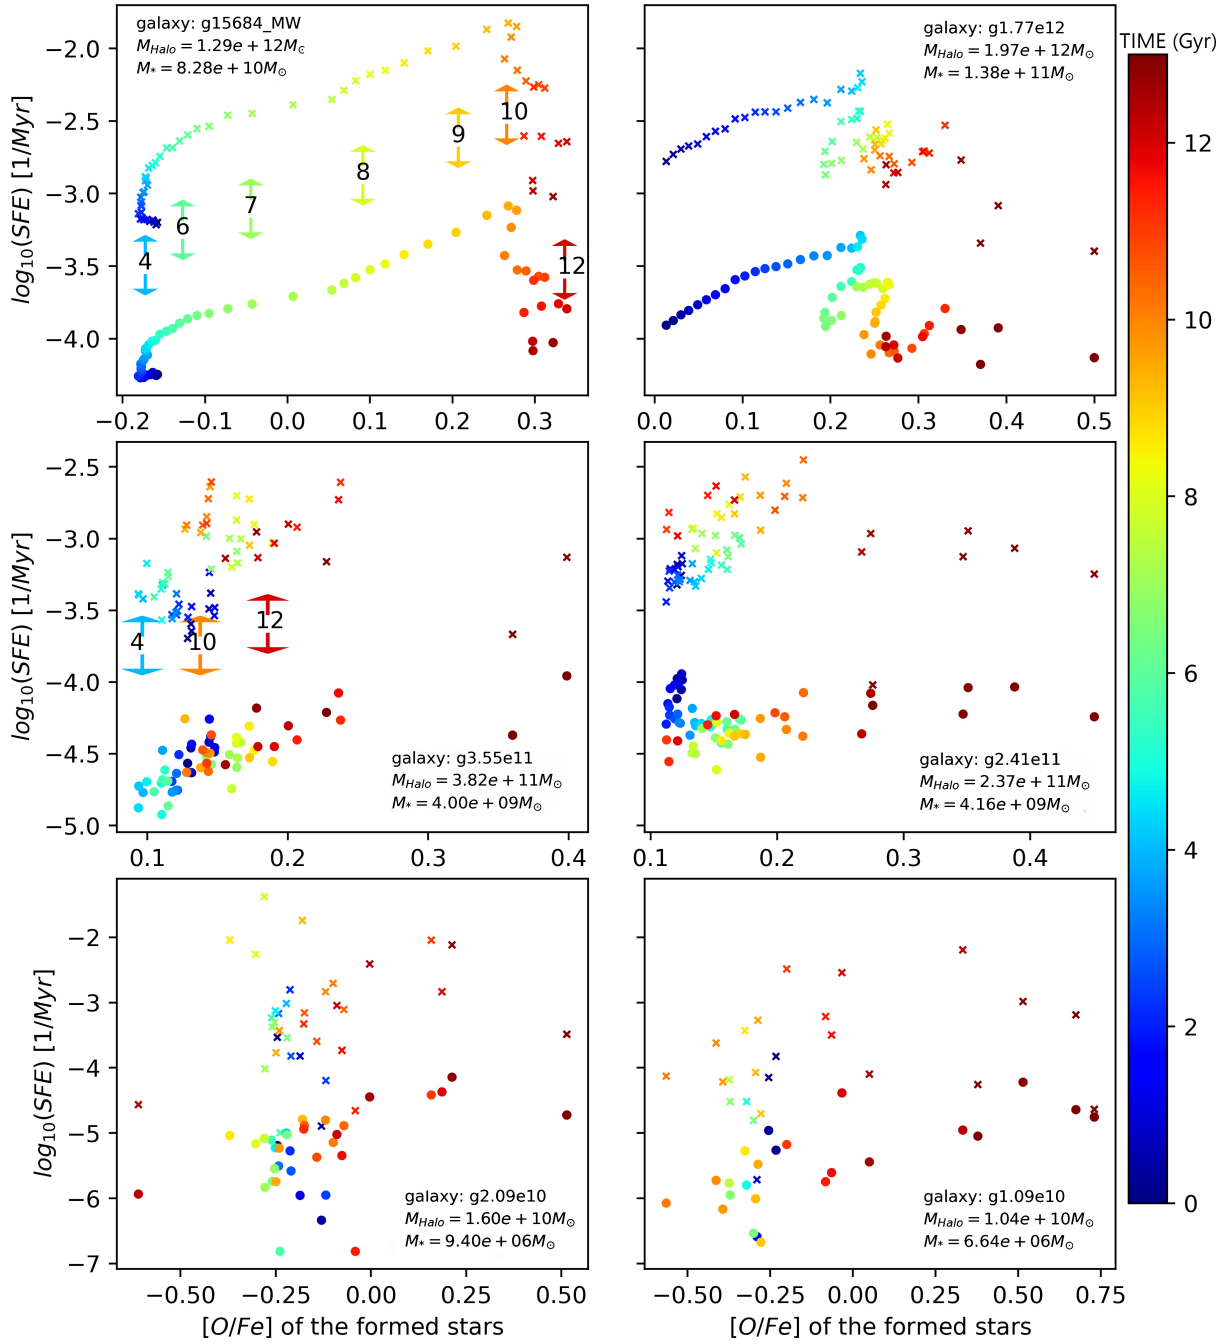 galaxy: g15684_MW
M_Halo = 1.29e + 12M⊙
M_* = 8.28e + 10M⊙
−2.0
−2.5
−3.0
−3.5
−4.0
log10(SFE) [1/Myr]
4
6
7
8
9
10
12
−0.2
−0.1
0.0
0.1
0.2
0.3
galaxy: g1.77e12
M_Halo = 1.97e + 12M⊙
M_* = 1.38e + 11M⊙
0.0
0.1
0.2
0.3
0.4
0.5
TIME (Gyr)
12
10
8
6
4
2
0
−2.5
−3.0
−3.5
−4.0
−4.5
−5.0
log10(SFE) [1/Myr]
4
10
12
galaxy: g3.55e11
M_Halo = 3.82e + 11M⊙
M_* = 4.00e + 09M⊙
0.1
0.2
0.3
0.4
galaxy: g2.41e11
M_Halo = 2.37e + 11M⊙
M_* = 4.16e + 09M⊙
0.1
0.2
0.3
0.4
−2
−3
−4
−5
−6
−7
log10(SFE) [1/Myr]
galaxy: g2.09e10
M_Halo = 1.60e + 10M⊙
M_* = 9.40e + 06M⊙
−0.50
−0.25
0.00
0.25
0.50
[O/Fe] of the formed stars
galaxy: g1.09e10
M_Halo = 1.04e + 10M⊙
M_* = 6.64e + 06M⊙
−0.50
−0.25
0.00
0.25
0.50
0.75
[O/Fe] of the formed stars